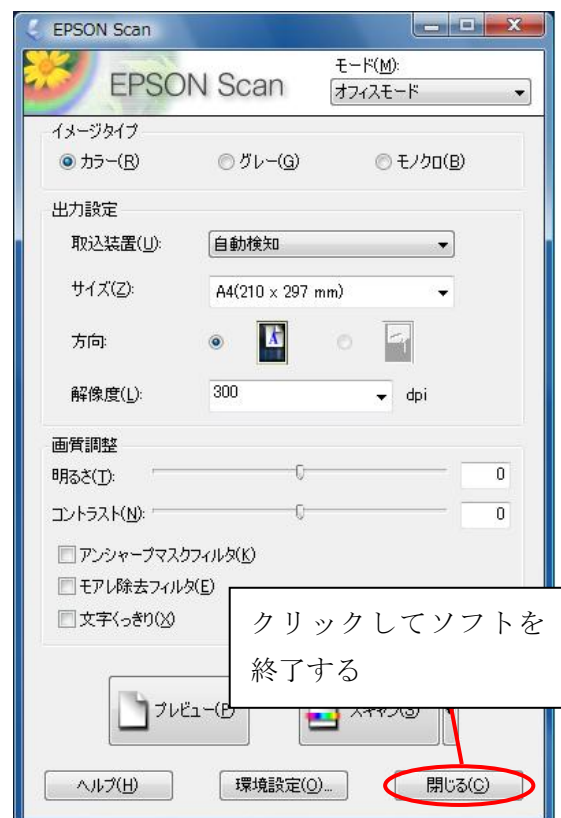 EPSON Scan
EPSON Scan
モード(M):
オフィスモード
イメージタイプ
カラー(R) グレー(G) モノクロ(B)
出力設定
取込装置(U): 自動検知
サイズ(Z): A4(210 x 297 mm)
方向:
解像度(L): 300 dpi
画質調整
明るさ(T): 0
コントラスト(N): 0
アンシャープマスクフィルタ(K)
モアレ除去フィルタ(E)
文字くっきり(X)
クリックしてソフトを
終了する
プレビュー(P) スキャン(S)
ヘルプ(H) 環境設定(O)... 閉じる(C)